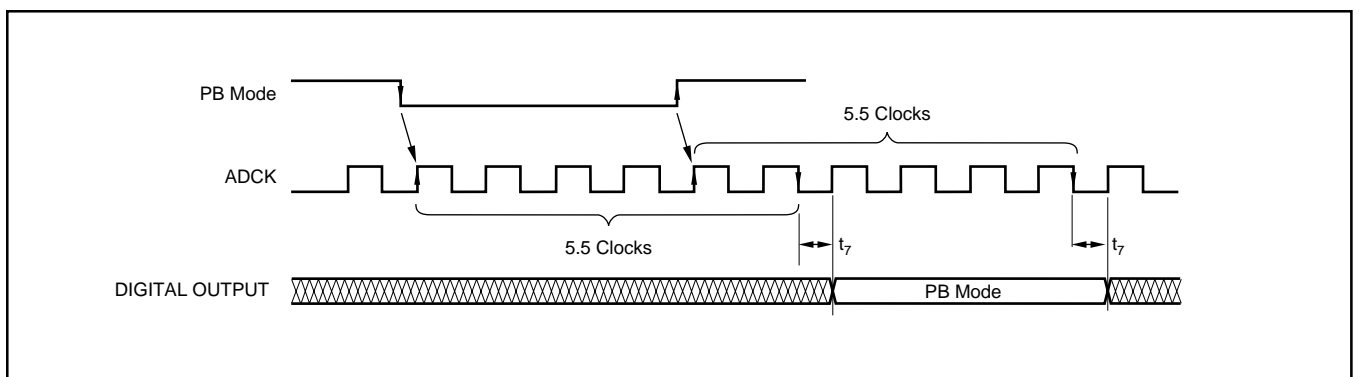 PB Mode
5.5 Clocks
ADCK
5.5 Clocks
t7
t7
DIGITAL OUTPUT
PB Mode